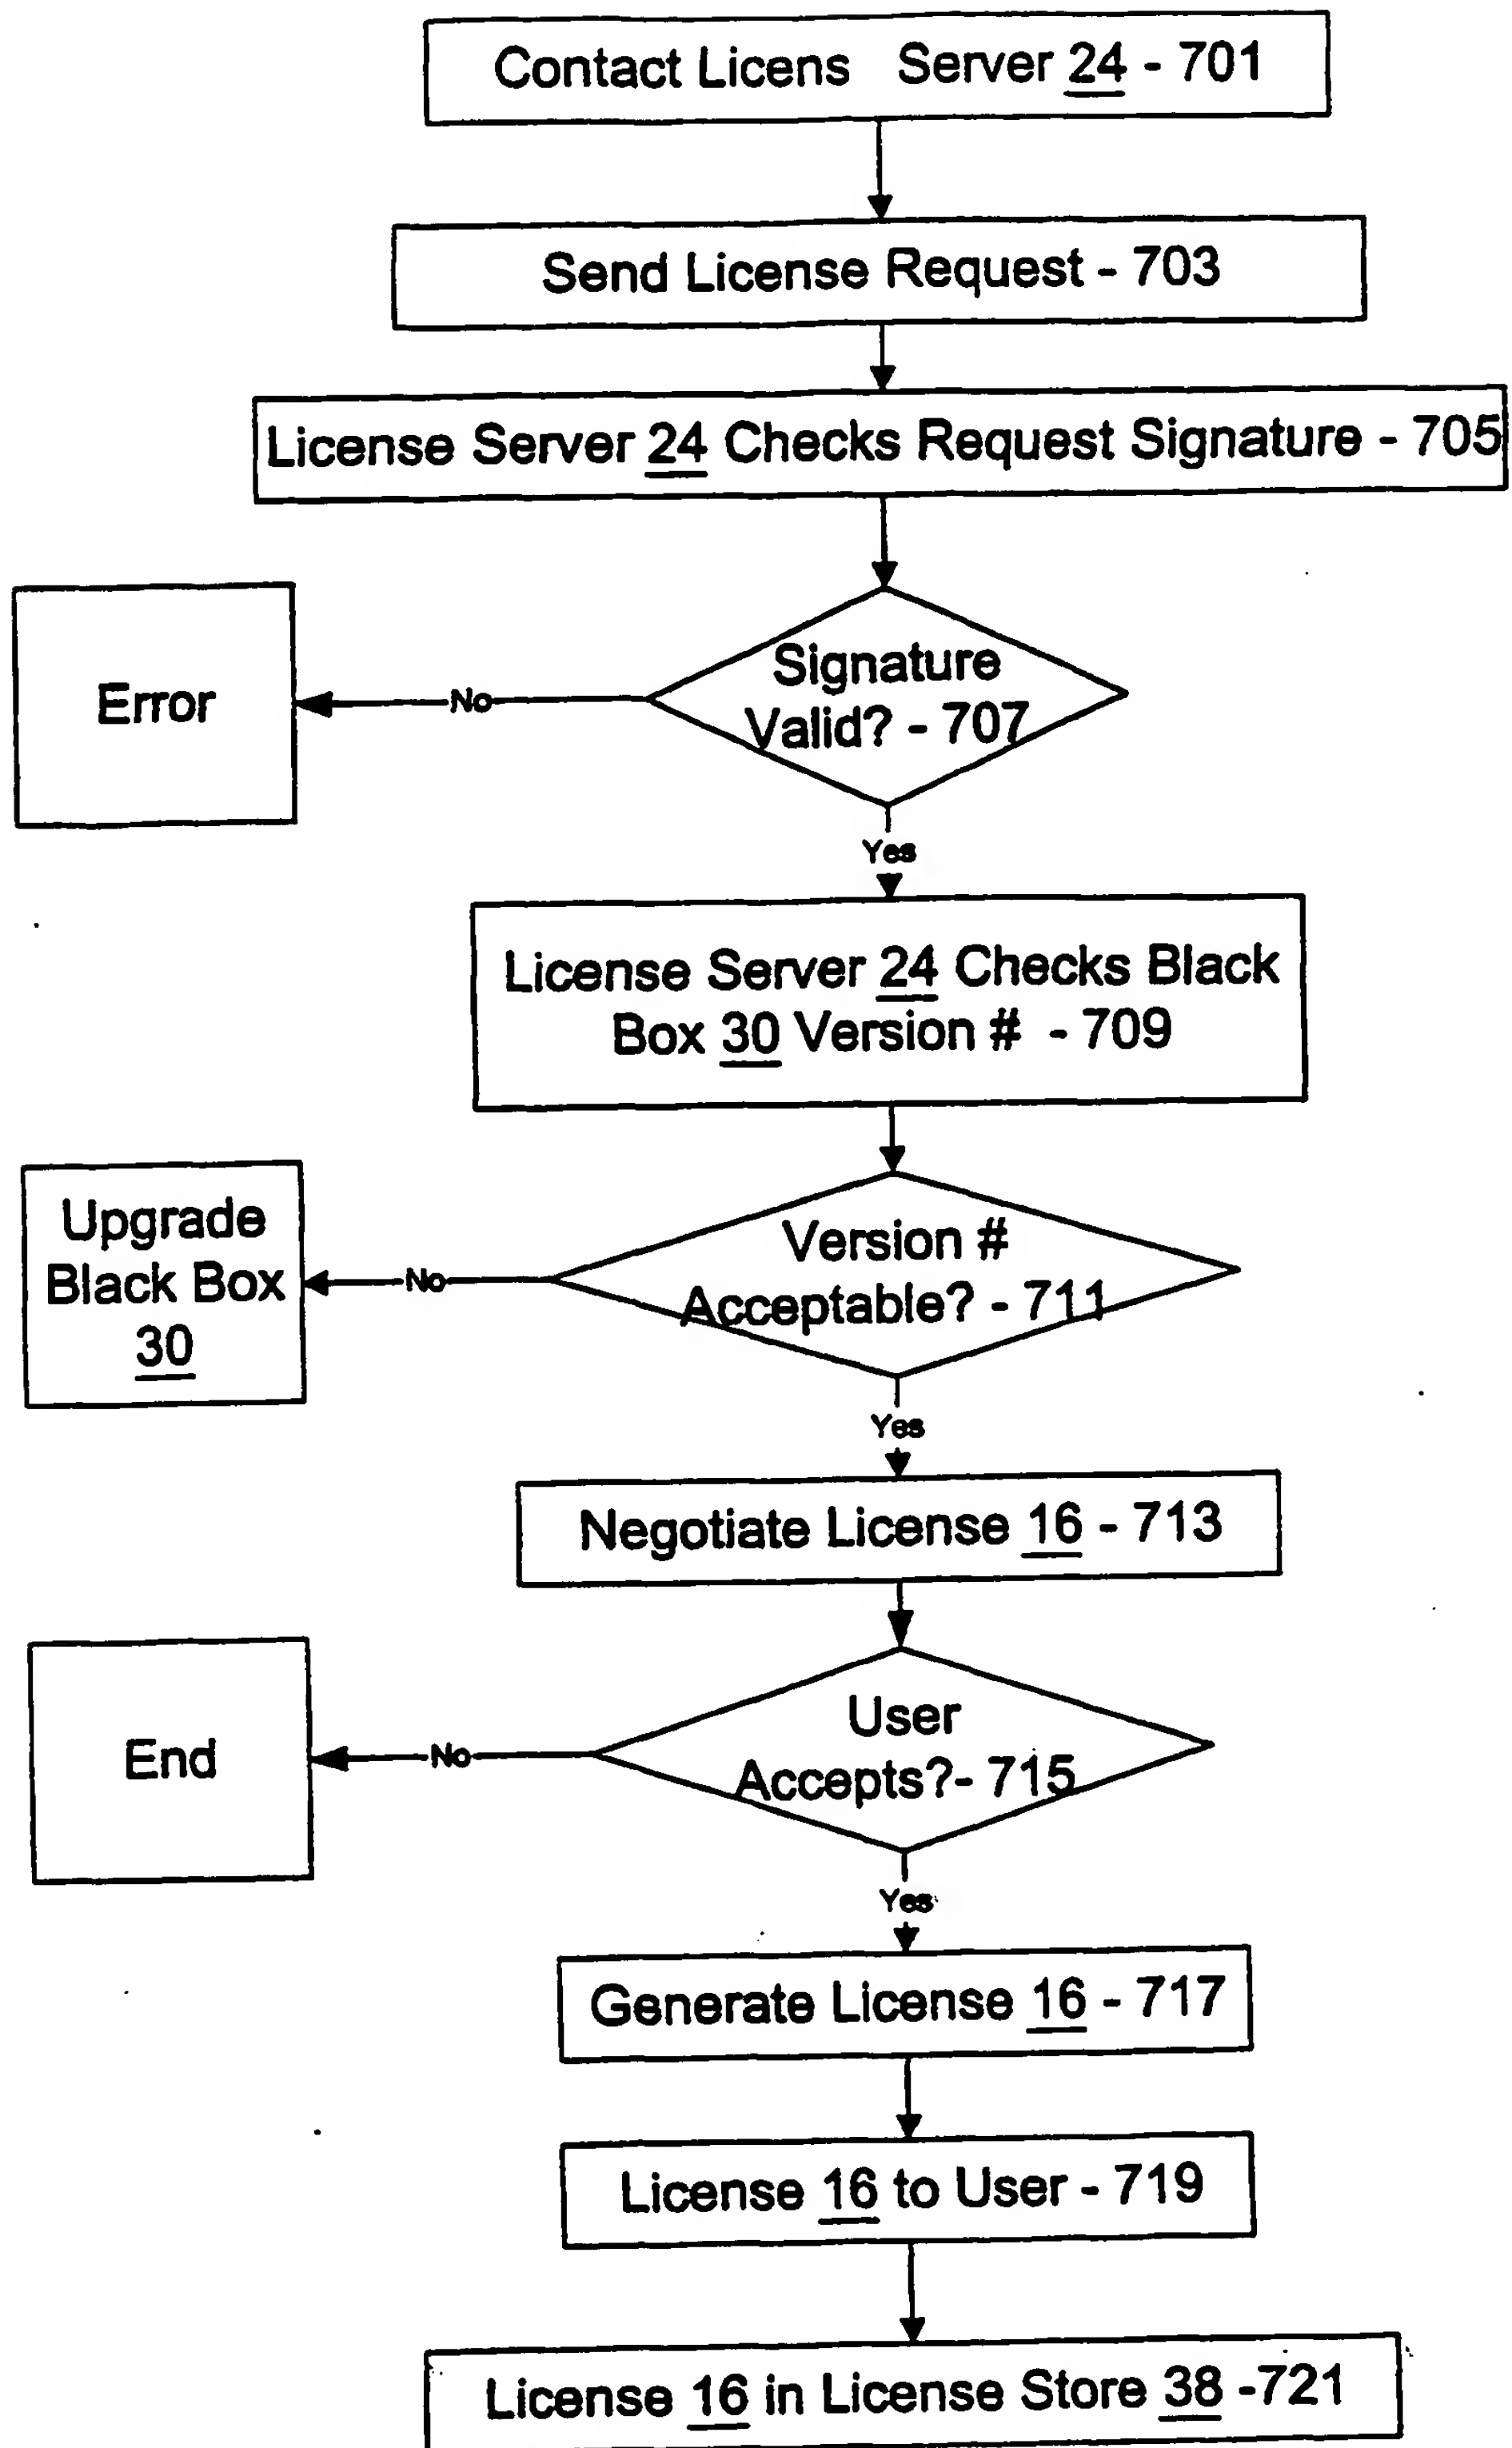 Contact Licens Server 24 - 701
Send License Request - 703
License Server 24 Checks Request Signature - 705
Signature
Valid? - 707
No
Error
Yes
License Server 24 Checks Black
Box 30 Version # - 709
Version #
Acceptable? - 711
No
Upgrade
Black Box
30
Yes
Negotiate License 16 - 713
User
Accepts?- 715
No
End
Yes
Generate License 16 - 717
License 16 to User - 719
License 16 in License Store 38 -721